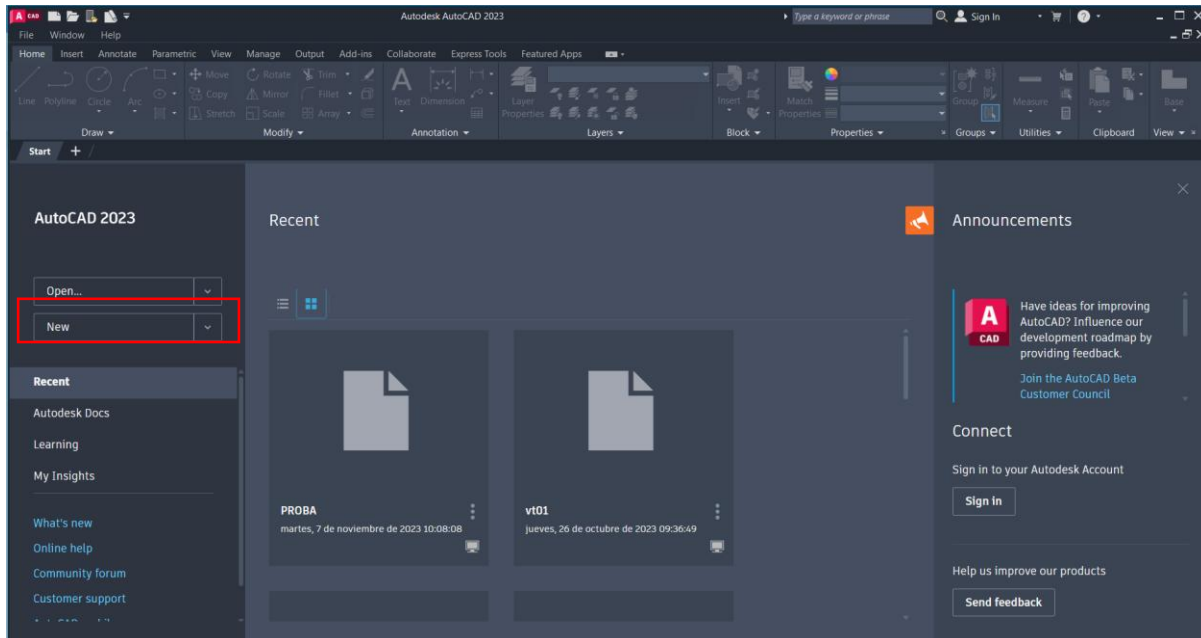 A CAD
Autodesk AutoCAD 2023
Type a keyword or phrase
Sign In
File Window Help
Home Insert Annotate Parametric View Manage Output Add-ins Collaborate Express Tools Featured Apps
Line Polyline Circle Arc
Move Rotate Trim
Copy Mirror Fillet
Stretch Scale Array
Text Dimension
Layer Properties
Insert
Match Properties
Group
Measure
Paste
Base
Draw Modify Annotation Layers Block Properties Groups Utilities Clipboard View
Start +
AutoCAD 2023
Open...
New
Recent
Autodesk Docs
Learning
My Insights
What's new
Online help
Community forum
Customer support
Recent
PROBA
martes, 7 de noviembre de 2023 10:08:08
vt01
jueves, 26 de octubre de 2023 09:36:49
Announcements
A
CAD
Have ideas for improving
AutoCAD? Influence our
development roadmap by
providing feedback.
Join the AutoCAD Beta
Customer Council
Connect
Sign in to your Autodesk Account
Sign in
Help us improve our products
Send feedback